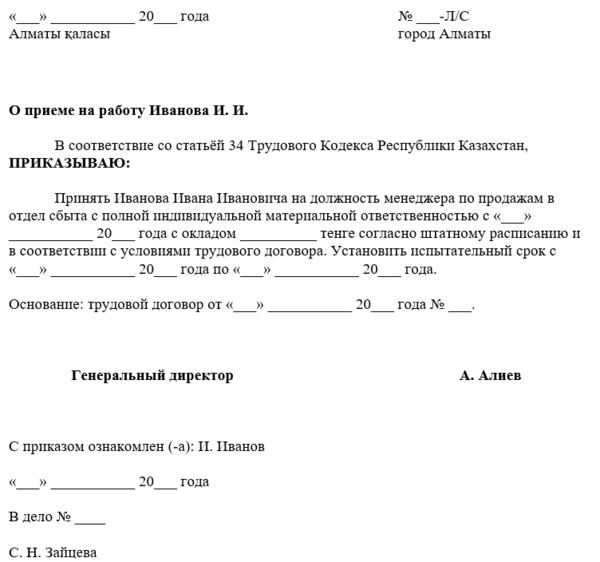 «___» ___________ 20___ года № ___-Л/С
Алматы қаласы город Алматы
О приеме на работу Иванова И. И.
В соответствие со статьёй 34 Трудового Кодекса Республики Казахстан,
ПРИКАЗЫВАЮ:
Принять Иванова Ивана Ивановича на должность менеджера по продажам в
отдел сбыта с полной индивидуальной материальной ответственностью с «___»
___________ 20___ года с окладом __________ тенге согласно штатному расписанию и
в соответствии с условиями трудового договора. Установить испытательный срок с
«___» ___________ 20___ года по «___» ___________ 20___ года.
Основание: трудовой договор от «___» ___________ 20___ года № ___.
Генеральный директор А. Алиев
С приказом ознакомлен (-а): И. Иванов
«___» ___________ 20___ года
В дело № ____
С. Н. Зайцева